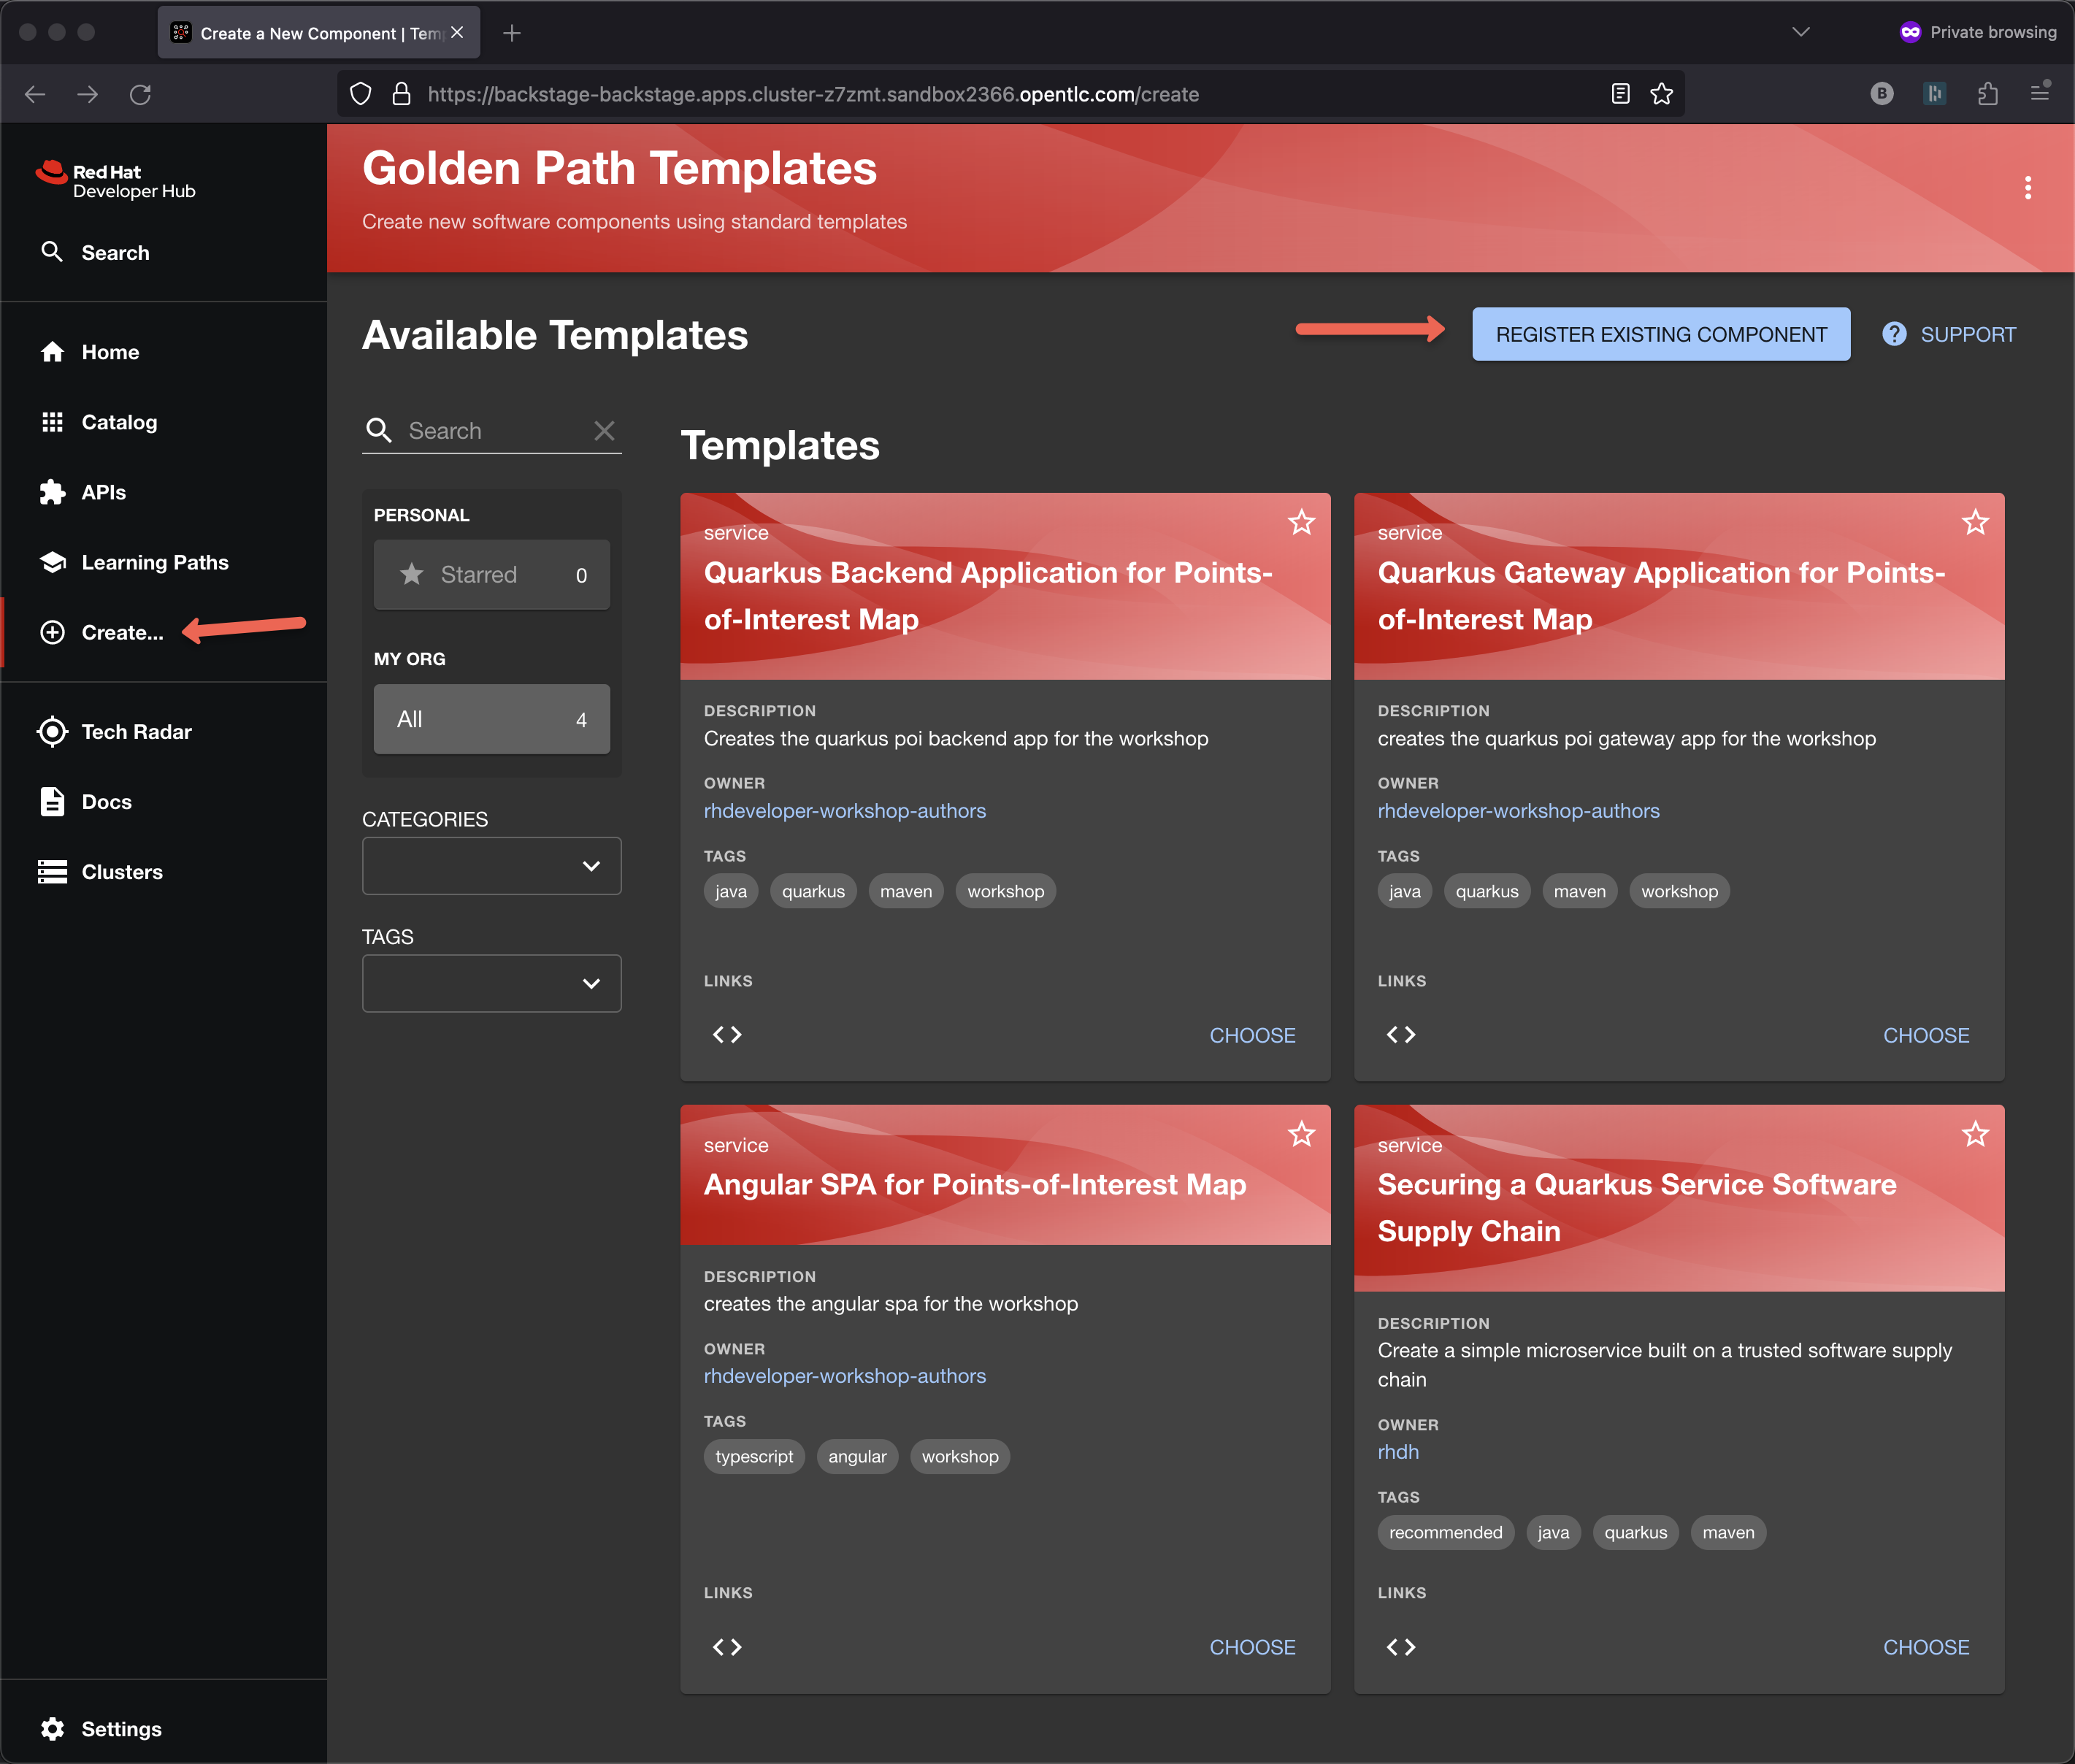 Create a New Component | Tem
Private browsing
https://backstage-backstage.apps.cluster-z7zmt.sandbox2366.opentlc.com/create
B
Red Hat
Developer Hub
Search
Home
Catalog
APIs
Learning Paths
Create...
Tech Radar
Docs
Clusters
Settings
Golden Path Templates
Create new software components using standard templates
Available Templates
REGISTER EXISTING COMPONENT
SUPPORT
Search
PERSONAL
Starred 0
MY ORG
All 4
CATEGORIES
TAGS
Templates
service
Quarkus Backend Application for Points-
of-Interest Map
DESCRIPTION
Creates the quarkus poi backend app for the workshop
OWNER
rhdeveloper-workshop-authors
TAGS
java quarkus maven workshop
LINKS
CHOOSE
service
Quarkus Gateway Application for Points-
of-Interest Map
DESCRIPTION
creates the quarkus poi gateway app for the workshop
OWNER
rhdeveloper-workshop-authors
TAGS
java quarkus maven workshop
LINKS
CHOOSE
service
Angular SPA for Points-of-Interest Map
DESCRIPTION
creates the angular spa for the workshop
OWNER
rhdeveloper-workshop-authors
TAGS
typescript angular workshop
LINKS
CHOOSE
service
Securing a Quarkus Service Software
Supply Chain
DESCRIPTION
Create a simple microservice built on a trusted software supply
chain
OWNER
rhdh
TAGS
recommended java quarkus maven
LINKS
CHOOSE